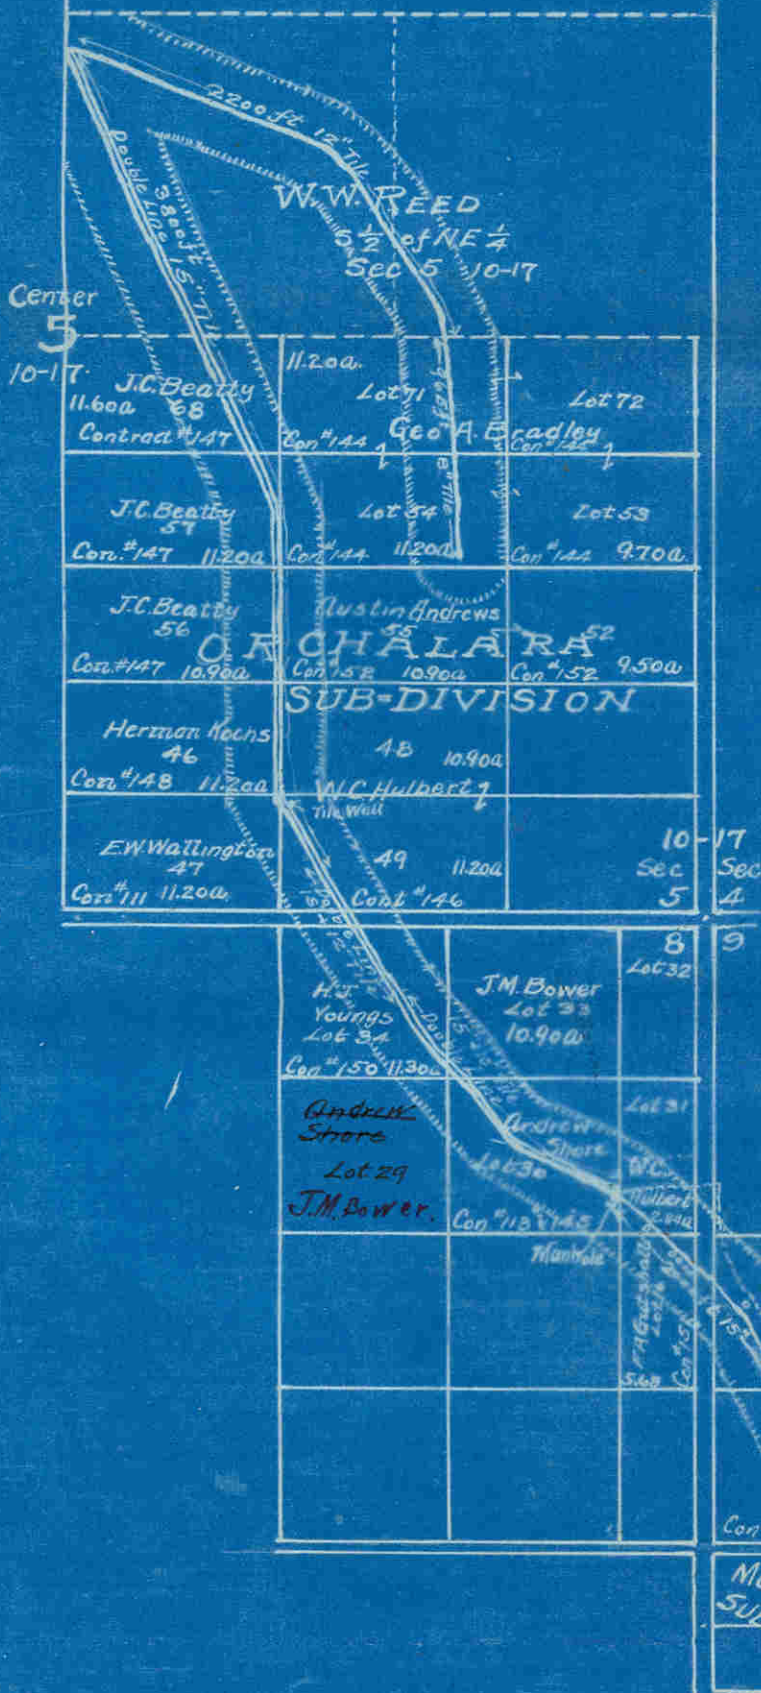 2200 ft 12" Tile
Double Line 15" Tile
3800 ft
W.W. REED
S ½ of NE ¼
Sec 5 10-17
Center
5
10-17.
J.C. Beatty
11.60a 68
Contract #147
11.20a.
Lot 71
Con #144
Geo A. Bradley
8" Tile
Lot 72
J.C. Beatty
57
Con. #147 11.20a
Lot 54
Con #144 11.20a
Lot 53
Con #144 9.70a
J.C. Beatty
56
Con. #147 10.90a
Austin Andrews
55
Con #152 10.90a
52
Con #152 9.50a
ORCHALARA
SUB-DIVISION
Herman Kochs
46
Con #148 11.20a
48 10.90a
W.C. Hulbert
Tile Well
E.W. Wallington
47
Con #111 11.20a.
49 11.20a
Cont #146
10-17
Sec Sec
5 4
8 9
Lot 32
H.J.
Youngs
Lot 34
Con #150 11.30a
J.M. Bower
Lot 33
10.90a
Andrew
Shore
Lot 29
J.M. Bower.
Andrew
Shore
Lot 30
Con #113 &145
Lot 31
W.C.
Hulbert
Manhole
5.68
15"
Con